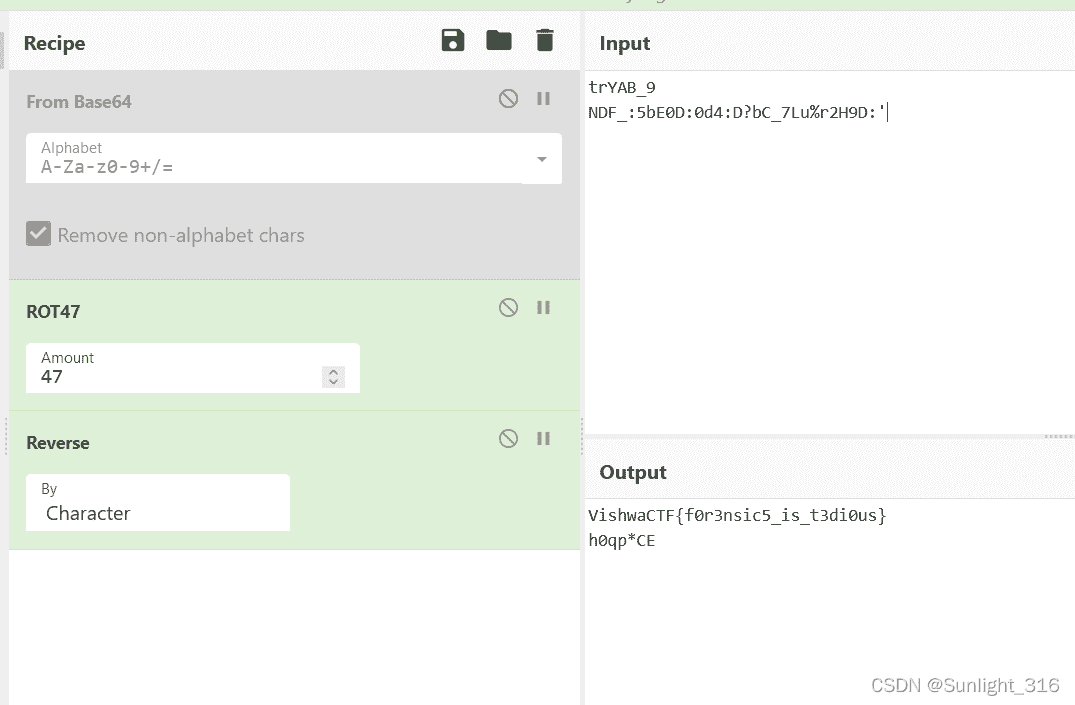 Recipe
From Base64
Alphabet
A-Za-z0-9+/=
Remove non-alphabet chars
ROT47
Amount
47
Reverse
By
Character
Input
trYAB_9
NDF_:5bE0D:0d4:D?bC_7Lu%r2H9D:'
Output
VishwaCTF{f0r3nsic5_is_t3di0us}
h0qp*CE
CSDN @Sunlight_316